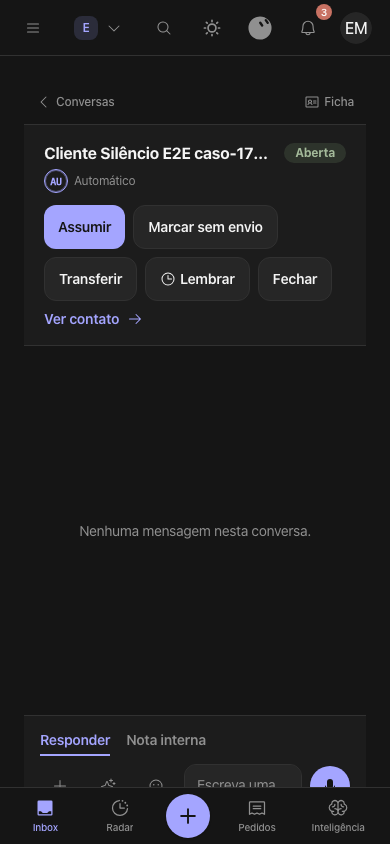 E
3
EM
Conversas
Ficha
Cliente Silêncio E2E caso-17...
Aberta
AU Automático
Assumir
Marcar sem envio
Transferir
Lembrar
Fechar
Ver contato
Nenhuma mensagem nesta conversa.
Responder
Nota interna
Escreva uma
Inbox
Radar
Pedidos
Inteligência